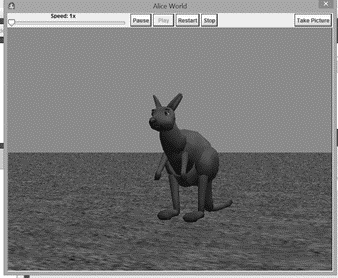 Alice World
Speed: 1x
Pause Play Restart Stop Take Picture